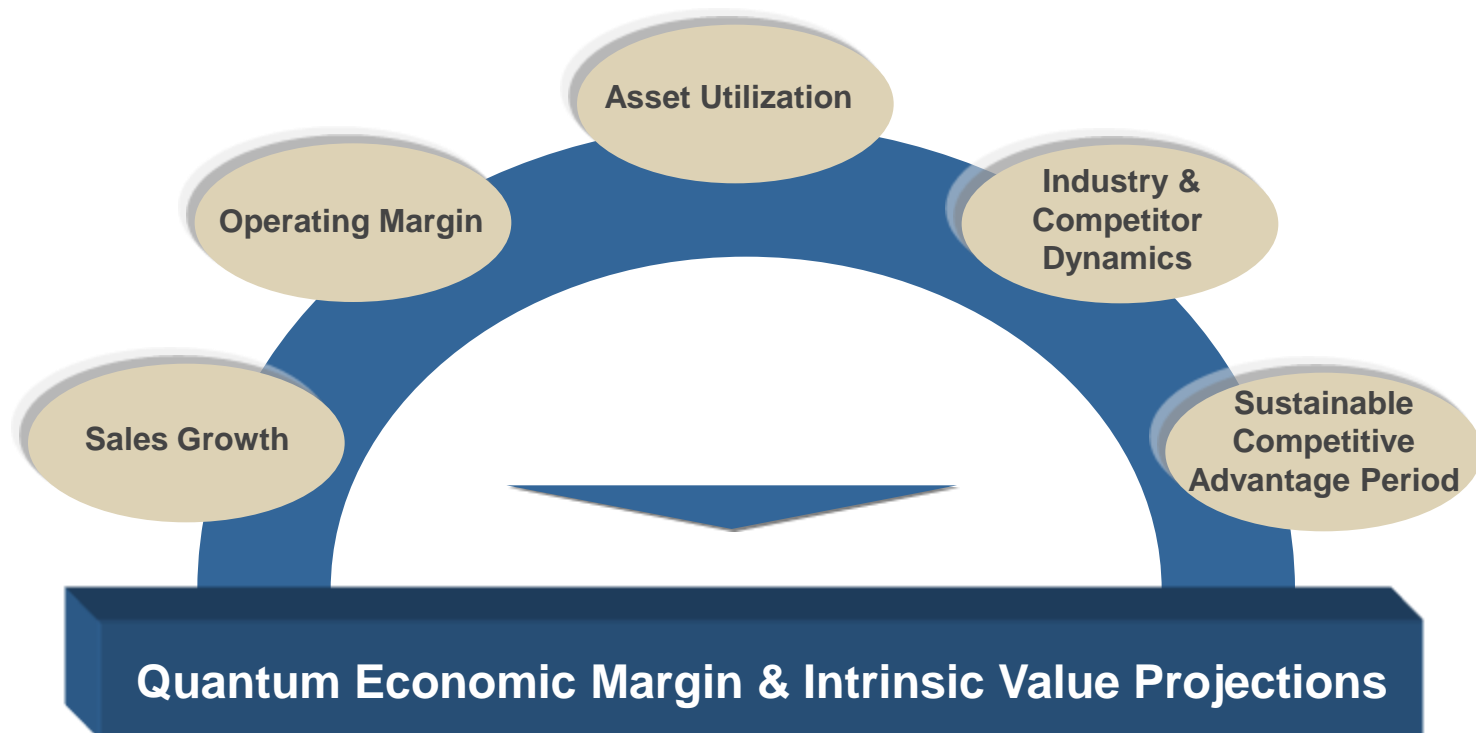 Asset Utilization
Operating Margin
Industry &
Competitor
Dynamics
Sales Growth
Sustainable
Competitive
Advantage Period
Quantum Economic Margin & Intrinsic Value Projections